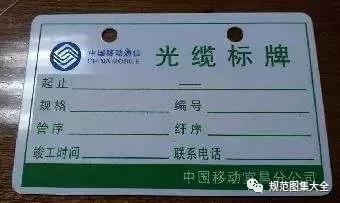 中国移动通信
CHINA MOBILE
光缆标牌
起止 —
规格 编号
管序 纤序
竣工时间 联系电话
中国移动宜昌分公司
规范图集大全